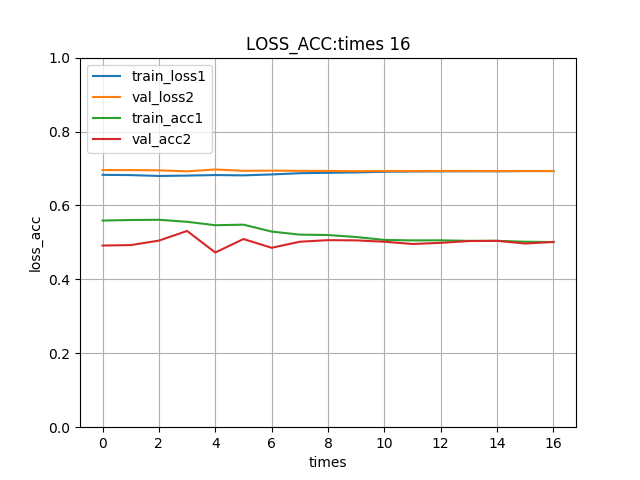 LOSS_ACC:times 16
1.0
0.8
0.6
0.4
0.2
0.0
loss_acc
train_loss1
val_loss2
train_acc1
val_acc2
0 2 4 6 8 10 12 14 16
times